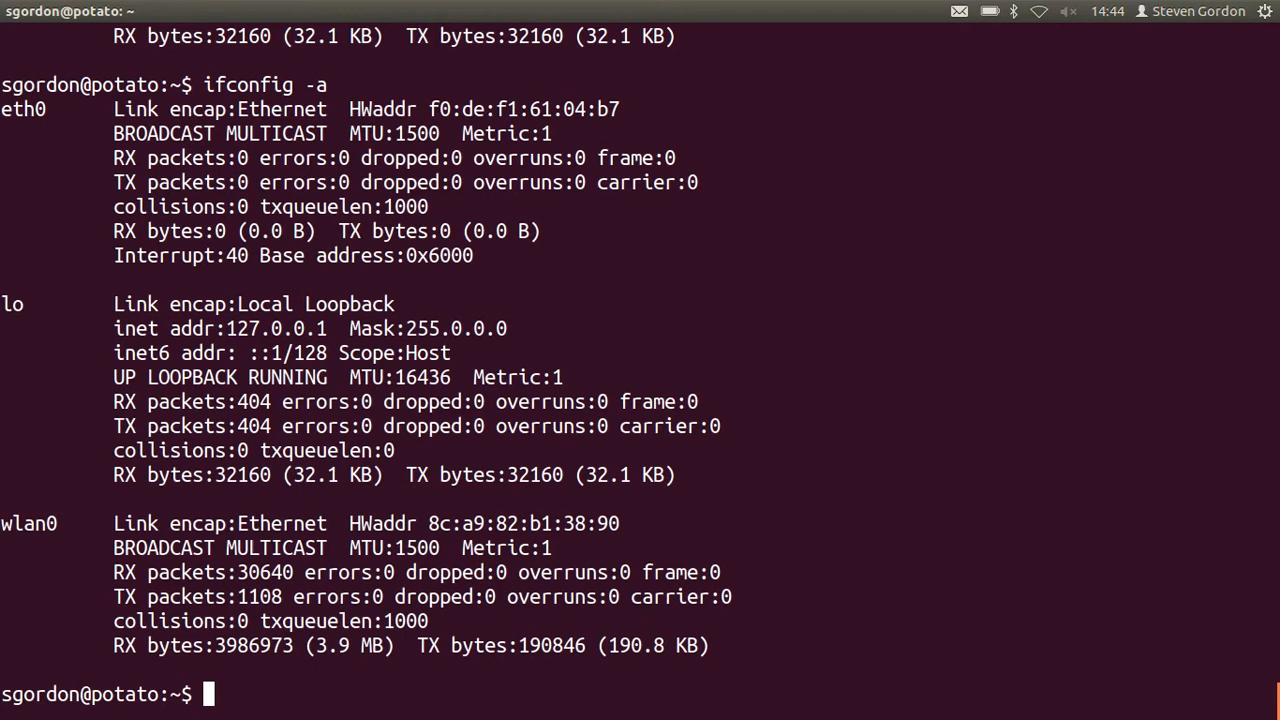 sgordon@potato: ~ 14:44 Steven Gordon
RX bytes:32160 (32.1 KB)  TX bytes:32160 (32.1 KB)
sgordon@potato:~$ ifconfig -a
eth0 Link encap:Ethernet  HWaddr f0:de:f1:61:04:b7
BROADCAST MULTICAST  MTU:1500  Metric:1
RX packets:0 errors:0 dropped:0 overruns:0 frame:0
TX packets:0 errors:0 dropped:0 overruns:0 carrier:0
collisions:0 txqueuelen:1000
RX bytes:0 (0.0 B)  TX bytes:0 (0.0 B)
Interrupt:40 Base address:0x6000
lo Link encap:Local Loopback
inet addr:127.0.0.1  Mask:255.0.0.0
inet6 addr: ::1/128 Scope:Host
UP LOOPBACK RUNNING  MTU:16436  Metric:1
RX packets:404 errors:0 dropped:0 overruns:0 frame:0
TX packets:404 errors:0 dropped:0 overruns:0 carrier:0
collisions:0 txqueuelen:0
RX bytes:32160 (32.1 KB)  TX bytes:32160 (32.1 KB)
wlan0 Link encap:Ethernet  HWaddr 8c:a9:82:b1:38:90
BROADCAST MULTICAST  MTU:1500  Metric:1
RX packets:30640 errors:0 dropped:0 overruns:0 frame:0
TX packets:1108 errors:0 dropped:0 overruns:0 carrier:0
collisions:0 txqueuelen:1000
RX bytes:3986973 (3.9 MB)  TX bytes:190846 (190.8 KB)
sgordon@potato:~$